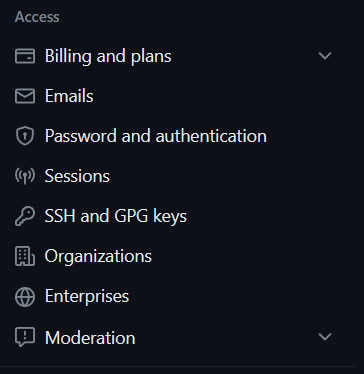 Access
Billing and plans
Emails
Password and authentication
Sessions
SSH and GPG keys
Organizations
Enterprises
Moderation